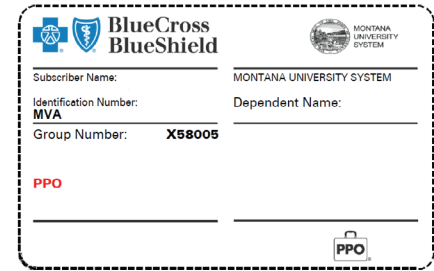 BlueCross
BlueShield
MONTANA
UNIVERSITY
SYSTEM
Subscriber Name:
Identification Number:
MVA
Group Number: X58005
PPO
MONTANA UNIVERSITY SYSTEM
Dependent Name:
PPO